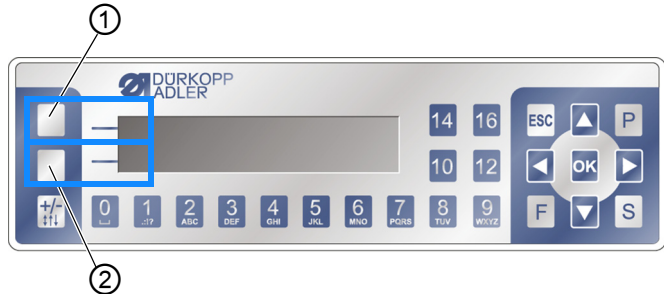 1
DÜRKOPP
ADLER
14 16 ESC P
10 12 OK
+/- 0 1 .:!? 2 ABC 3 DEF 4 GHI 5 JKL 6 MNO 7 PQRS 8 TUV 9 WXYZ F S
2